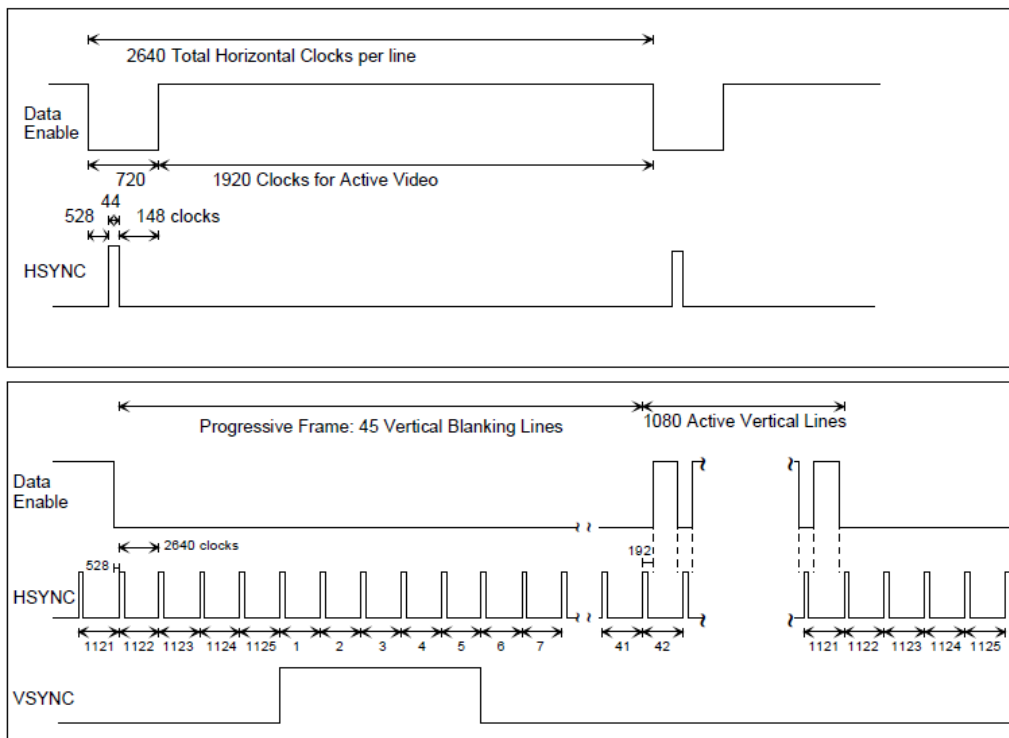 2640 Total Horizontal Clocks per line
Data
Enable
720
1920 Clocks for Active Video
44
528
148 clocks
HSYNC
Progressive Frame: 45 Vertical Blanking Lines
1080 Active Vertical Lines
Data
Enable
2640 clocks
192
528
HSYNC
1121 1122 1123 1124 1125 1 2 3 4 5 6 7 41 42 1121 1122 1123 1124 1125
VSYNC